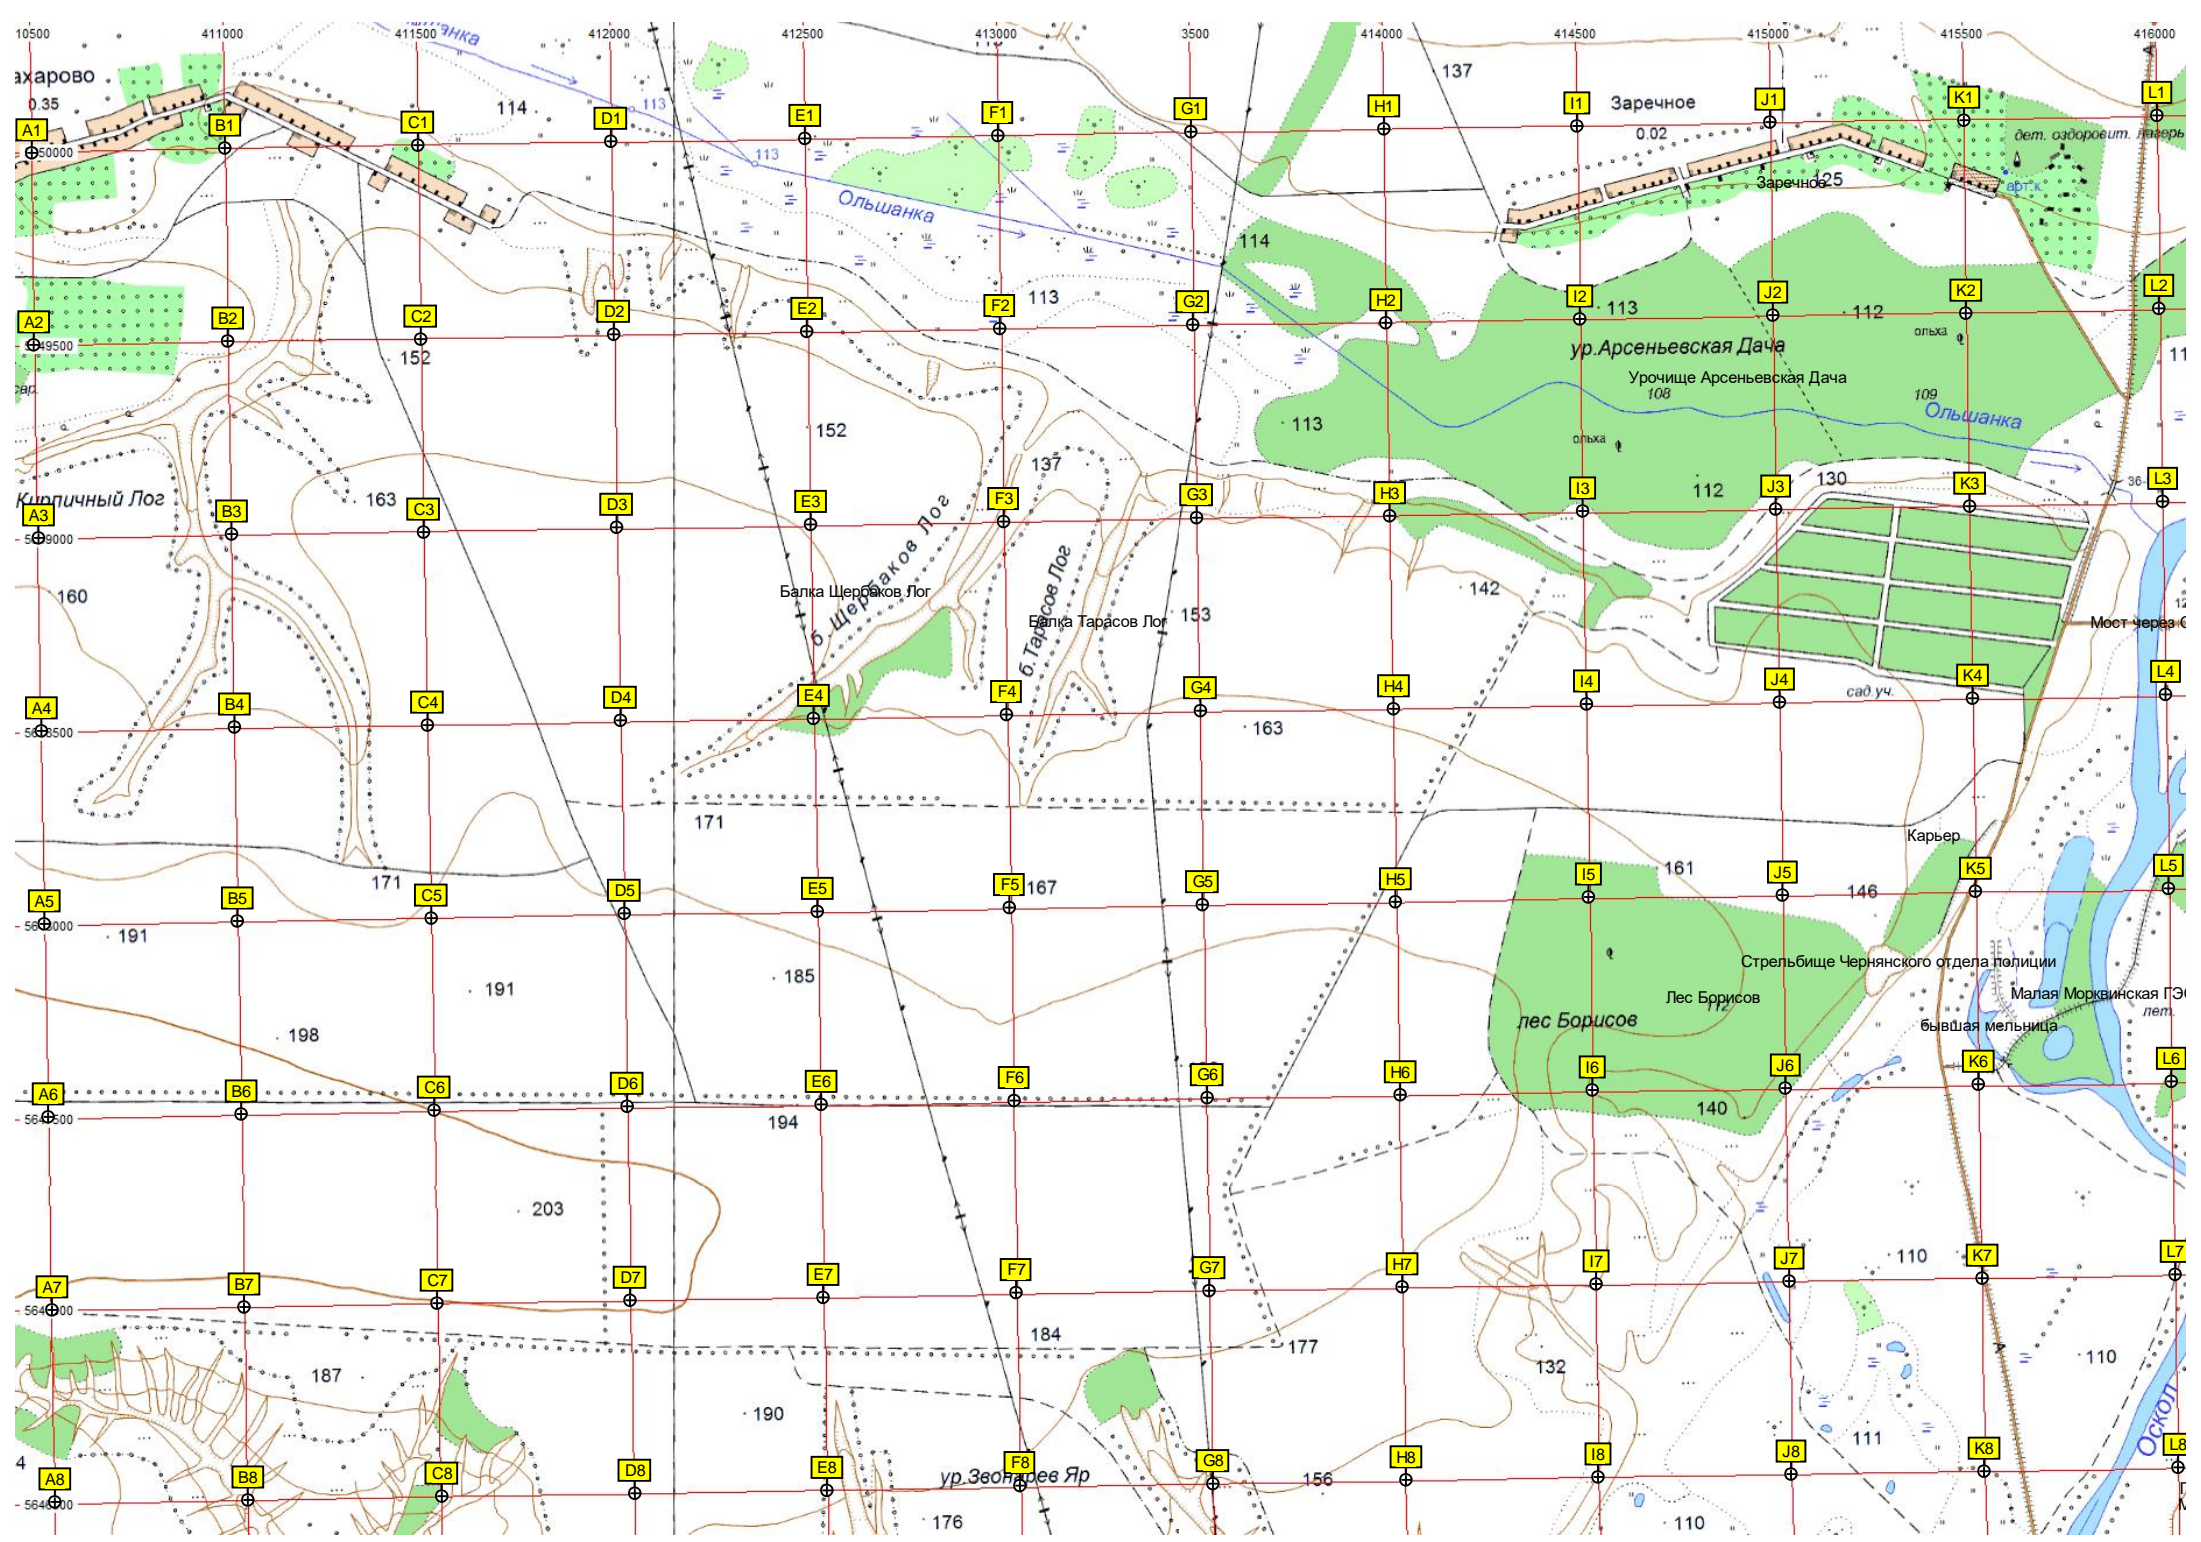 10500 411000 411500 412000 412500 413000 3500 414000 414500 415000 415500 416000
анка
ахарово
0.35
114
113
137
Заречное
0.02
A1 B1 C1 D1 E1 F1 G1 H1 I1 J1 K1 L1
50000
113
дет. оздоровит. лагерь
арт.к.
Заречное
125
Ольшанка
114
113
113
112
A2 B2 C2 D2 E2 F2 G2 H2 I2 J2 K2 L2
49500
152
ольха
ур.Арсеньевская Дача
11
Урочище Арсеньевская Дача
108
109
Ольшанка
152
113
ольха
137
Кирпичный Лог
163
112
130
36
A3 B3 C3 D3 E3 F3 G3 H3 I3 J3 K3 L3
б. Щербаков Лог
б.Тарасов Лог
160
Балка Щербаков Лог
142
153
Балка Тарасов Лог
Мост через
A4 B4 C4 D4 E4 F4 G4 H4 I4 J4 K4 L4
сад.уч.
163
171
Карьер
171
167
161
146
A5 B5 C5 D5 E5 F5 G5 H5 I5 J5 K5 L5
191
185
191
Стрельбище Чернянского отдела полиции
Лес Борисов
112
Малая Морквинская ГЭС
лет.
лес Борисов
бывшая мельница
198
A6 B6 C6 D6 E6 F6 G6 H6 I6 J6 K6 L6
194
140
203
110
A7 B7 C7 D7 E7 F7 G7 H7 I7 J7 K7 L7
184
177
187
132
110
190
111
Оскол
4
A8 B8 C8 D8 E8 F8 G8 H8 I8 J8 K8 L8
ур.Звонарев Яр
156
176
110